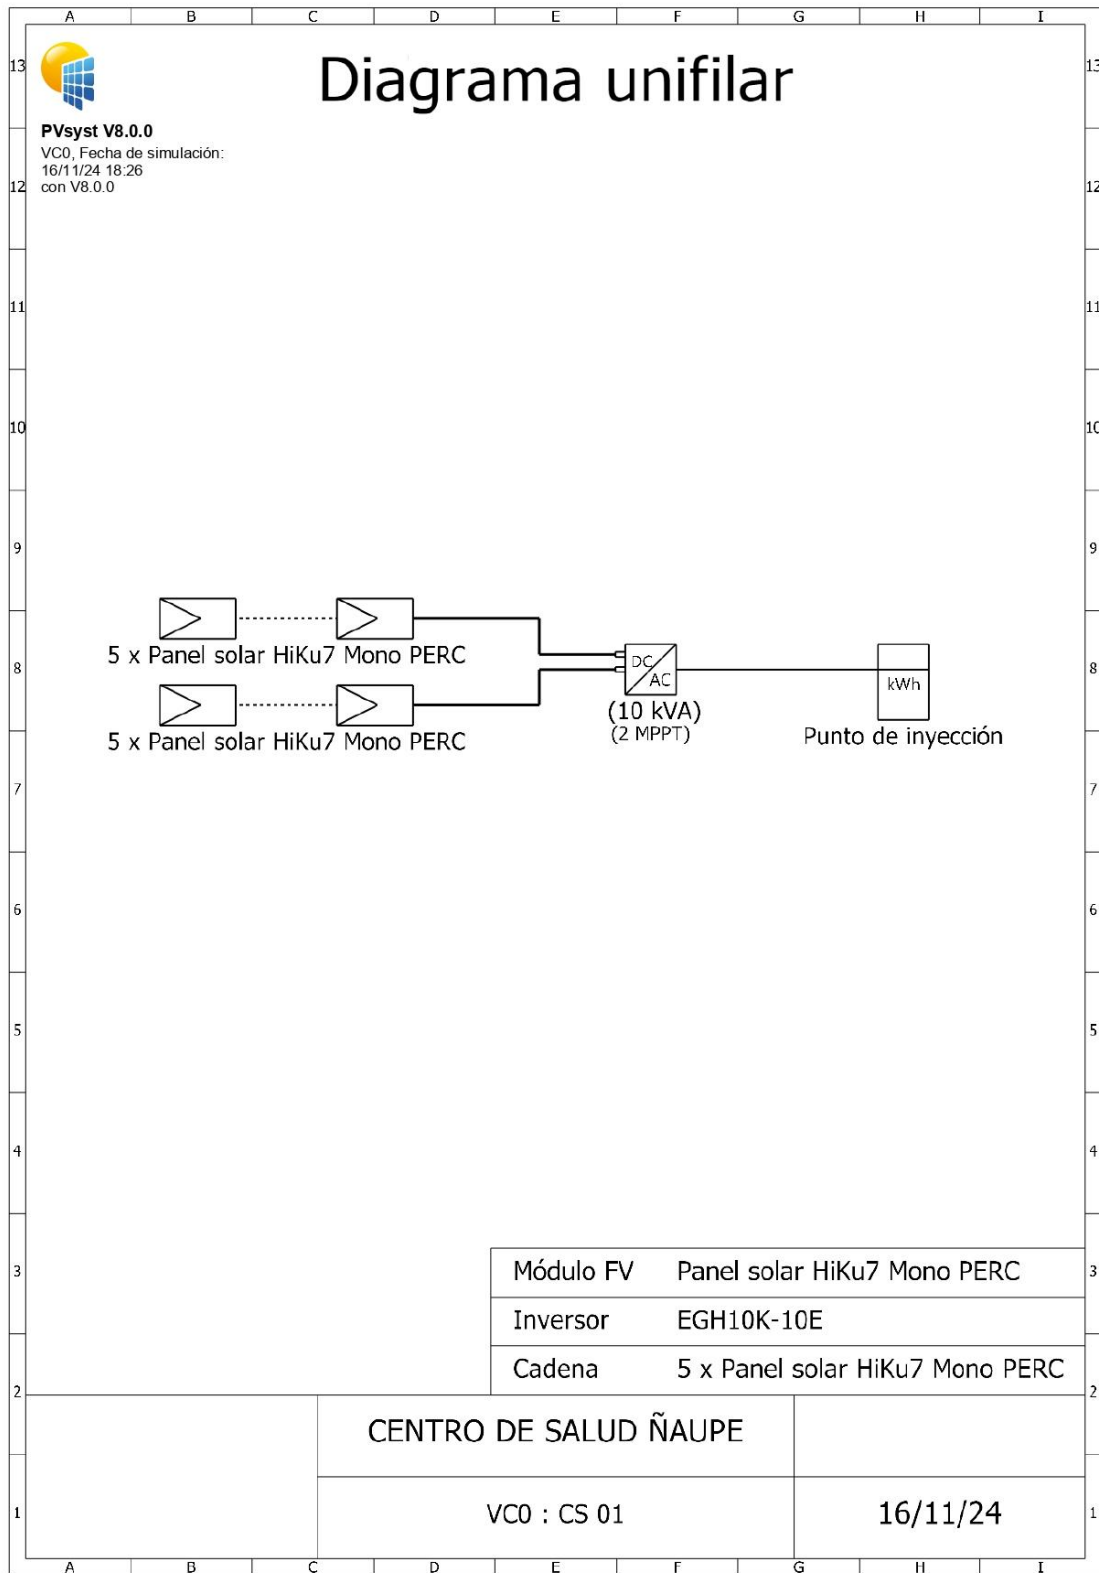 A B C D E F G H I
Diagrama unifilar
13 13
PVsyst V8.0.0
VC0, Fecha de simulación:
16/11/24 18:26
con V8.0.0
12 12
11 11
10 10
9 9
5 x Panel solar HiKu7 Mono PERC
8 8
DC
AC
kWh
(10 kVA)
(2 MPPT)
Punto de inyección
5 x Panel solar HiKu7 Mono PERC
7 7
6 6
5 5
4 4
3 3
Módulo FV Panel solar HiKu7 Mono PERC
Inversor EGH10K-10E
Cadena 5 x Panel solar HiKu7 Mono PERC
2 2
CENTRO DE SALUD ÑAUPE
1 1
VC0 : CS 01
16/11/24
A B C D E F G H I